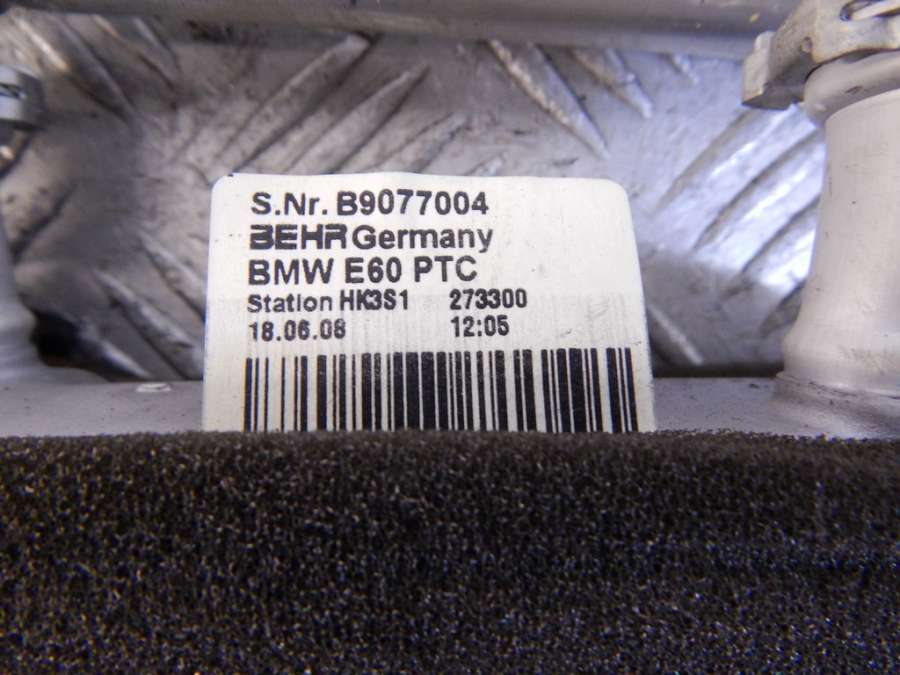 S.Nr. B9077004
BEHR Germany
BMW E60 PTC
Station HK3S1 273300
18.06.08 12:05